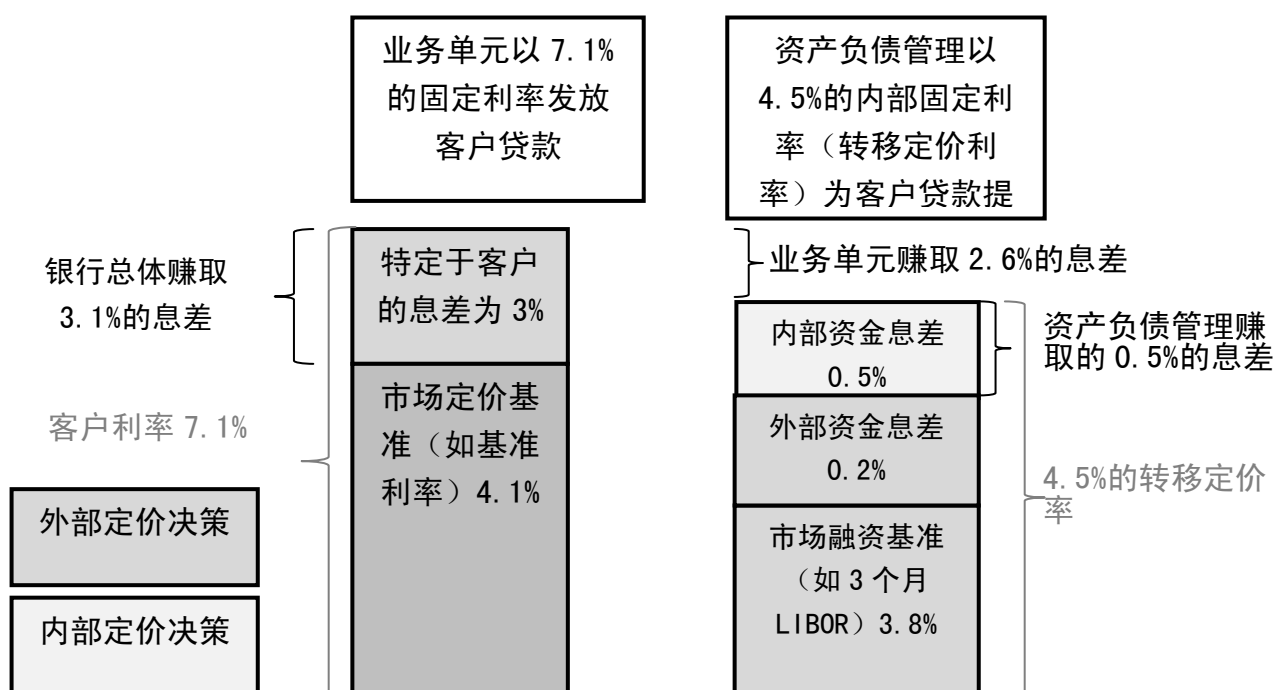 业务单元以 7.1%
的固定利率发放
客户贷款
资产负债管理以
4.5%的内部固定利
率（转移定价利
率）为客户贷款提
银行总体赚取
3.1%的息差
特定于客户
的息差为 3%
业务单元赚取 2.6%的息差
内部资金息差
0.5%
资产负债管理赚
取的 0.5%的息差
客户利率 7.1%
市场定价基
准（如基准
利率）4.1%
外部资金息差
0.2%
4.5%的转移定价
率
外部定价决策
市场融资基准
（如 3 个月
LIBOR）3.8%
内部定价决策